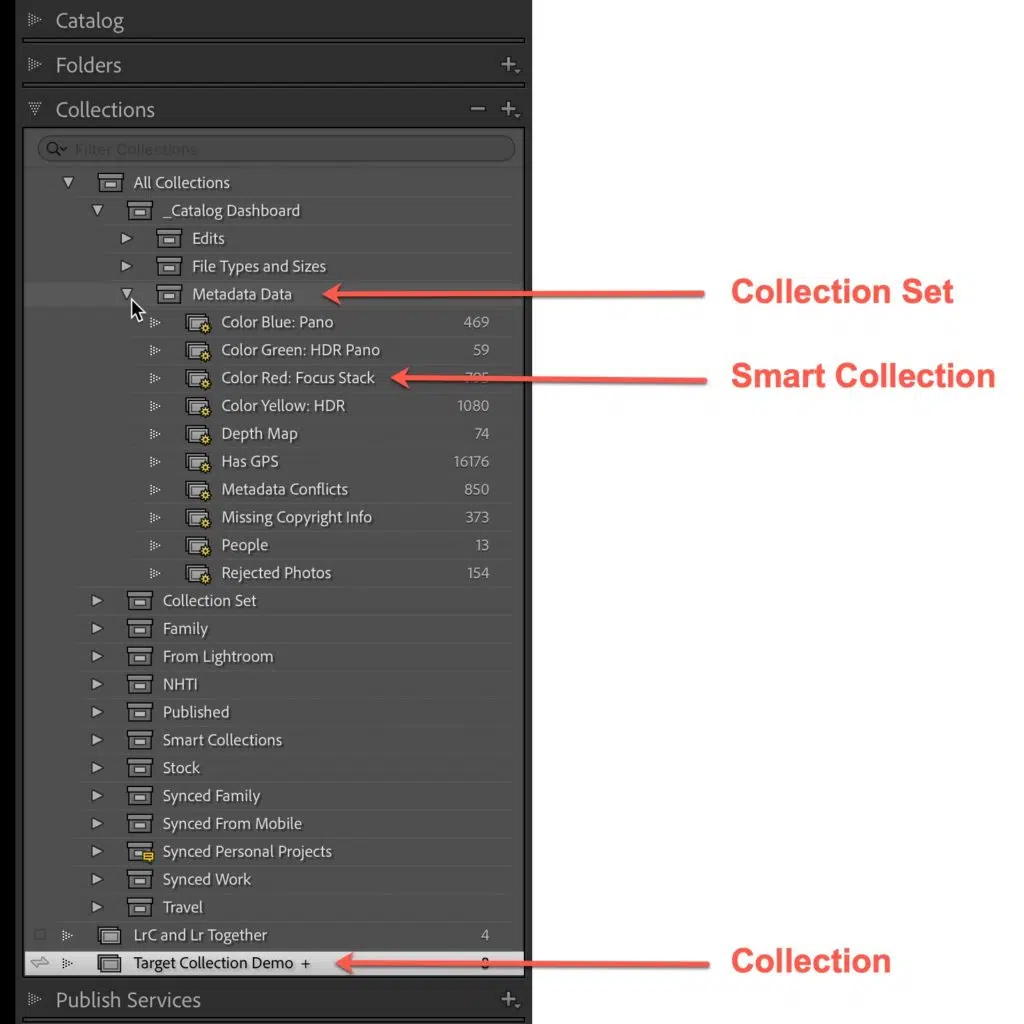 Catalog
Folders
Collections
Filter Collections
All Collections
_Catalog Dashboard
Edits
File Types and Sizes
Metadata Data
Collection Set
Color Blue: Pano 469
Color Green: HDR Pano 59
Color Red: Focus Stack 795
Smart Collection
Color Yellow: HDR 1080
Depth Map 74
Has GPS 16176
Metadata Conflicts 850
Missing Copyright Info 373
People 13
Rejected Photos 154
Collection Set
Family
From Lightroom
NHTI
Published
Smart Collections
Stock
Synced Family
Synced From Mobile
Synced Personal Projects
Synced Work
Travel
LrC and Lr Together 4
Target Collection Demo +
Collection
Publish Services